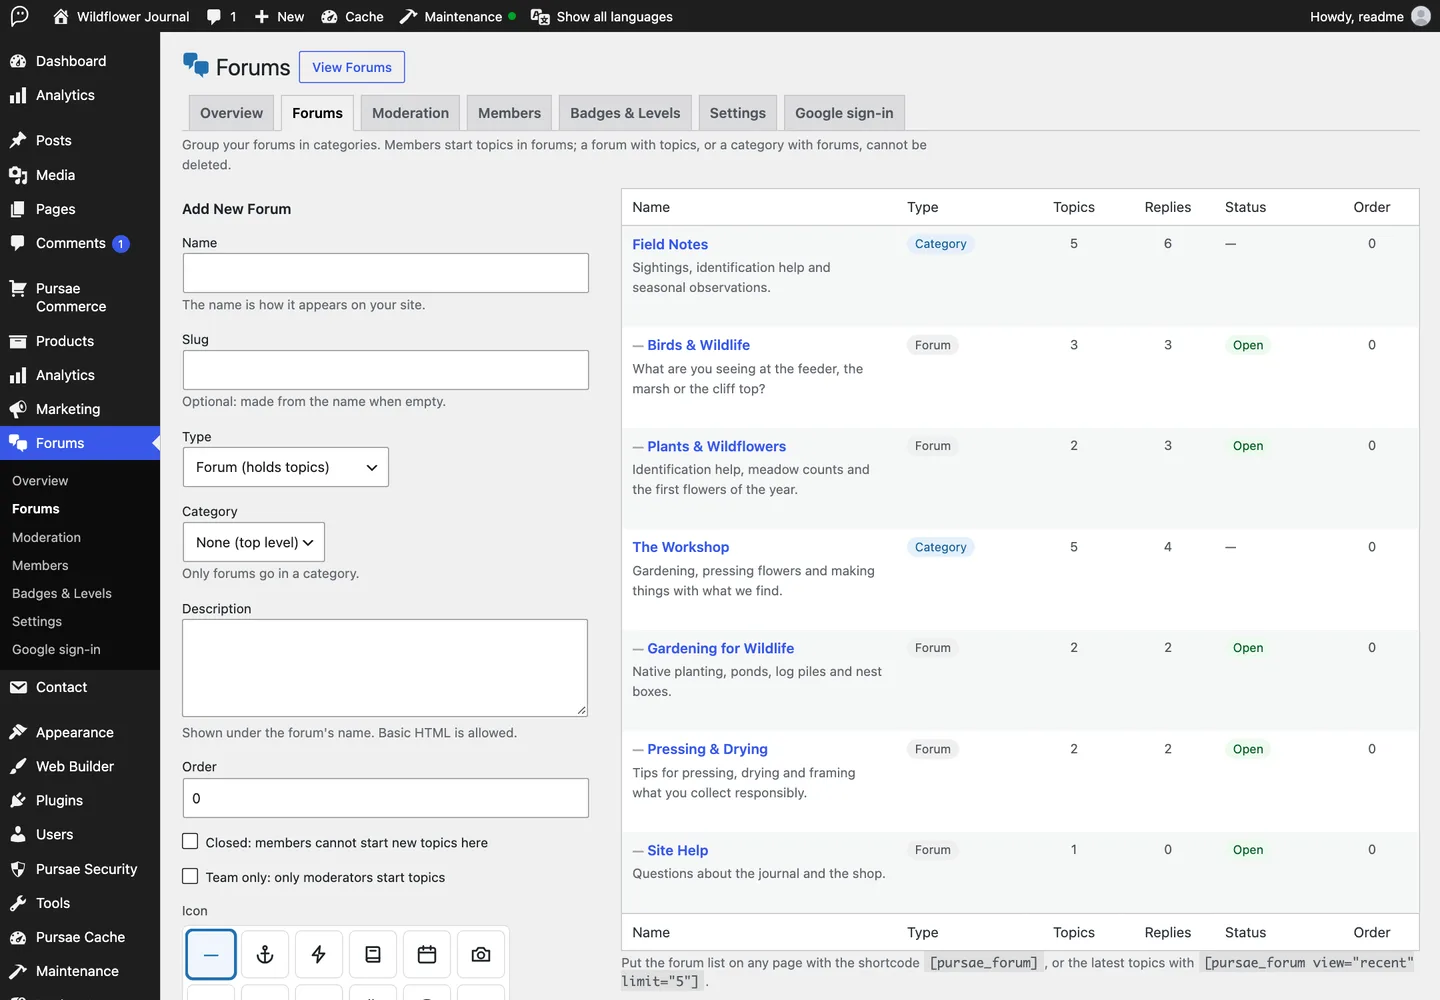 Wildflower Journal
1
New
Cache
Maintenance
Show all languages
Howdy, readme
Dashboard
Analytics
Posts
Media
Pages
Comments 1
Pursae
Commerce
Products
Analytics
Marketing
Forums
Overview
Forums
Moderation
Members
Badges & Levels
Settings
Google sign-in
Contact
Appearance
Web Builder
Plugins
Users
Pursae Security
Tools
Pursae Cache
Maintenance
Forums
View Forums
Overview
Forums
Moderation
Members
Badges & Levels
Settings
Google sign-in
Group your forums in categories. Members start topics in forums; a forum with topics, or a category with forums, cannot be
deleted.
Add New Forum
Name
The name is how it appears on your site.
Slug
Optional: made from the name when empty.
Type
Forum (holds topics)
Category
None (top level)
Only forums go in a category.
Description
Shown under the forum's name. Basic HTML is allowed.
Order
0
Closed: members cannot start new topics here
Team only: only moderators start topics
Icon
Name Type Topics Replies Status Order
Field Notes Category 5 6 — 0
Sightings, identification help and
seasonal observations.
— Birds & Wildlife Forum 3 3 Open 0
What are you seeing at the feeder, the
marsh or the cliff top?
— Plants & Wildflowers Forum 2 3 Open 0
Identification help, meadow counts and
the first flowers of the year.
The Workshop Category 5 4 — 0
Gardening, pressing flowers and making
things with what we find.
— Gardening for Wildlife Forum 2 2 Open 0
Native planting, ponds, log piles and nest
boxes.
— Pressing & Drying Forum 2 2 Open 0
Tips for pressing, drying and framing
what you collect responsibly.
— Site Help Forum 1 0 Open 0
Questions about the journal and the shop.
Name Type Topics Replies Status Order
Put the forum list on any page with the shortcode [pursae_forum] , or the latest topics with [pursae_forum view="recent"
limit="5"] .